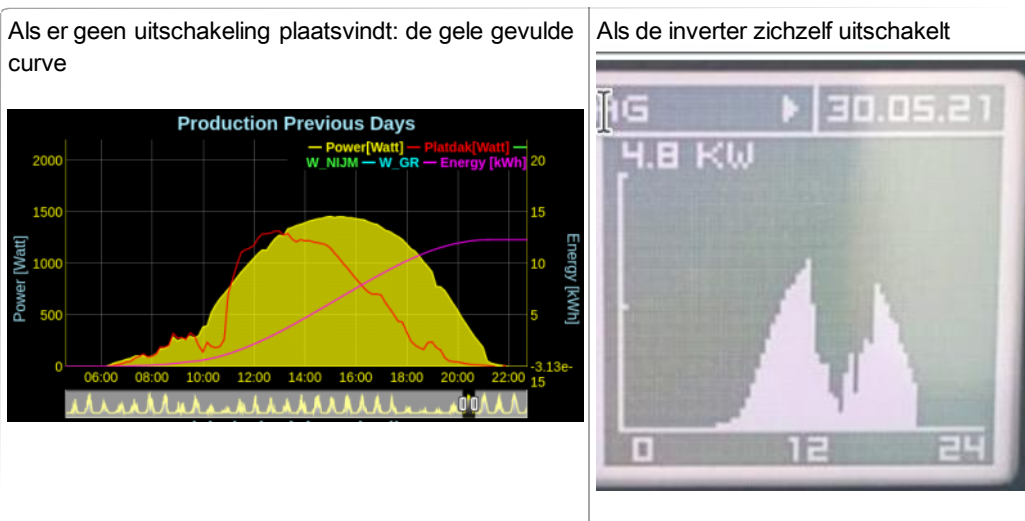 Als er geen uitschakeling plaatsvindt: de gele gevulde
curve
Production Previous Days
Power[Watt] Platdak[Watt]
W_NIJM W_GR Energy [kWh]
2000
1500
1000
500
0
Power [Watt]
20
15
10
5
-3.13e-
15
Energy [kWh]
06:00 08:00 10:00 12:00 14:00 16:00 18:00 20:00 22:00
Als de inverter zichzelf uitschakelt
30.05.21
4.8 KW
0 12 24